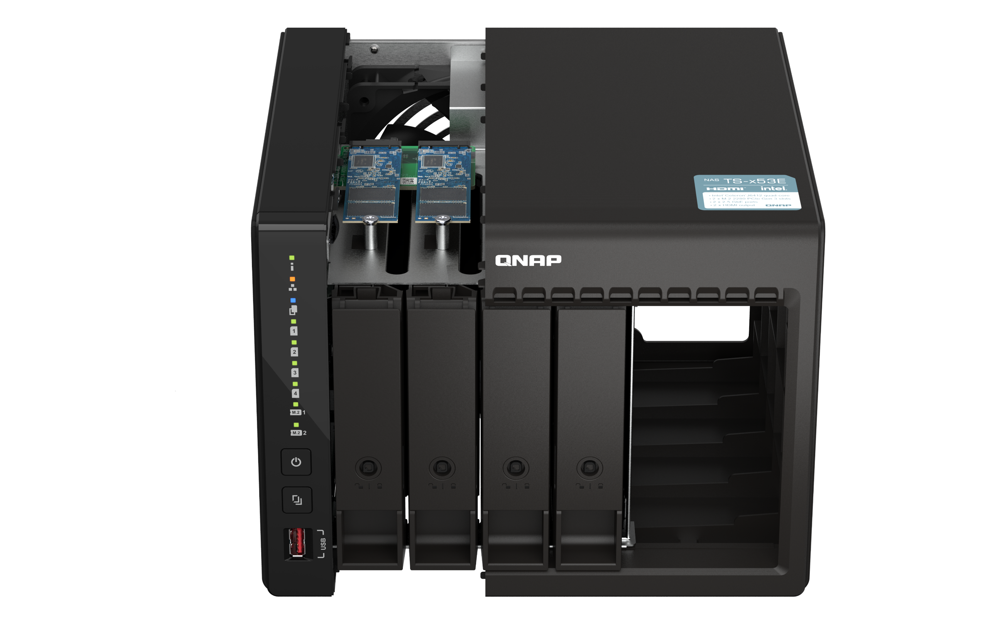 NAS TS-x53E
HDMI intel.
• Intel Celeron J6412 quad-core
• 2 x M.2 2280 PCIe Gen 3 slots
• 2 x 2.5 GbE ports
• 2 x HDMI output QNAP
QNAP
1
2
3
4
M.2 1
M.2 2
USB